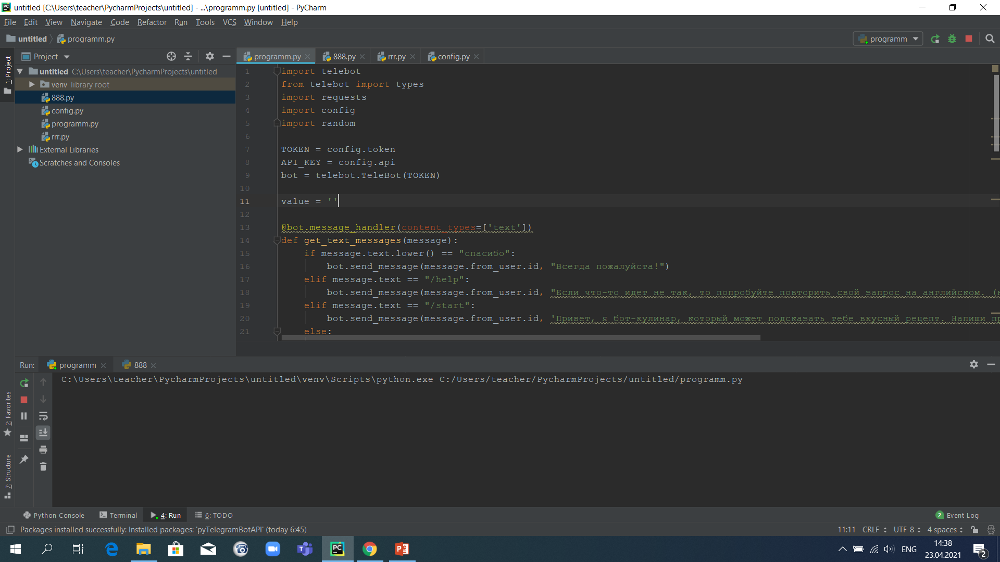 untitled [C:\Users\teacher\PycharmProjects\untitled] - ...\programm.py [untitled] - PyCharm
File Edit View Navigate Code Refactor Run Tools VCS Window Help
untitled programm.py programm
Project programm.py 888.py rrr.py config.py
1: Project
untitled C:\Users\teacher\PycharmProjects\untitled
venv library root
888.py
config.py
programm.py
rrr.py
External Libraries
Scratches and Consoles
1 import telebot
2 from telebot import types
3 import requests
4 import config
5 import random
6
7 TOKEN = config.token
8 API_KEY = config.api
9 bot = telebot.TeleBot(TOKEN)
10
11 value = ''
12
13 @bot.message_handler(content_types=['text'])
14 def get_text_messages(message):
15 if message.text.lower() == "спасибо":
16 bot.send_message(message.from_user.id, "Всегда пожалуйста!")
17 elif message.text == "/help":
18 bot.send_message(message.from_user.id, "Если что-то идет не так, то попробуйте повторить свой запрос на английском. (
19 elif message.text == "/start":
20 bot.send_message(message.from_user.id, 'Привет, я бот-кулинар, который может подсказать тебе вкусный рецепт. Напиши пр
21 else:
Run: programm 888
C:\Users\teacher\PycharmProjects\untitled\venv\Scripts\python.exe C:/Users/teacher/PycharmProjects/untitled/programm.py
2: Favorites
7: Structure
Python Console Terminal 4: Run 6: TODO 2 Event Log
Packages installed successfully: Installed packages: 'pyTelegramBotAPI' (today 6:45) 11:11 CRLF UTF-8 4 spaces
PC ENG 14:38
23.04.2021 2